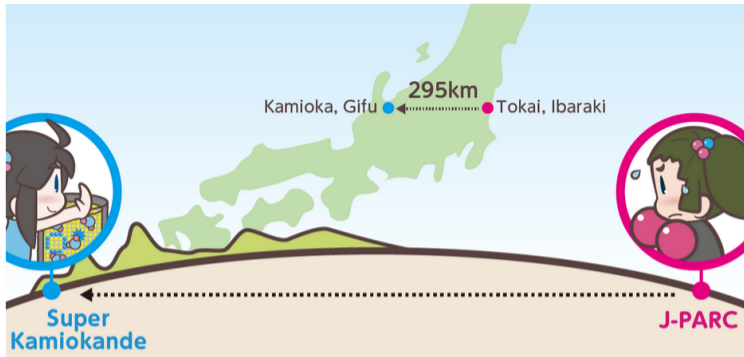 295km
Kamioka, Gifu
Tokai, Ibaraki
Super
Kamiokande
J-PARC